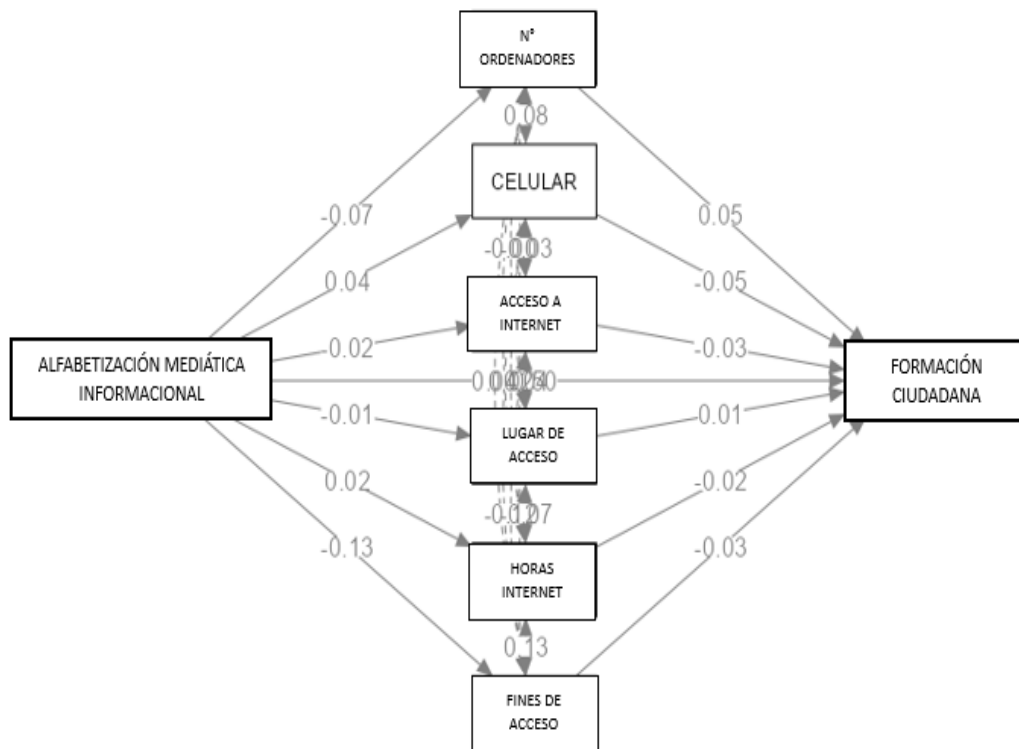 N°
ORDENADORES
0.08
CELULAR
-0.07
0.05
0.04
-0.05
ACCESO A
INTERNET
0.02
-0.03
ALFABETIZACIÓN MEDIÁTICA
INFORMACIONAL
FORMACIÓN
CIUDADANA
-0.01
0.01
LUGAR DE
ACCESO
0.02
-0.02
-0.13
-0.03
HORAS
INTERNET
0.13
FINES DE
ACCESO